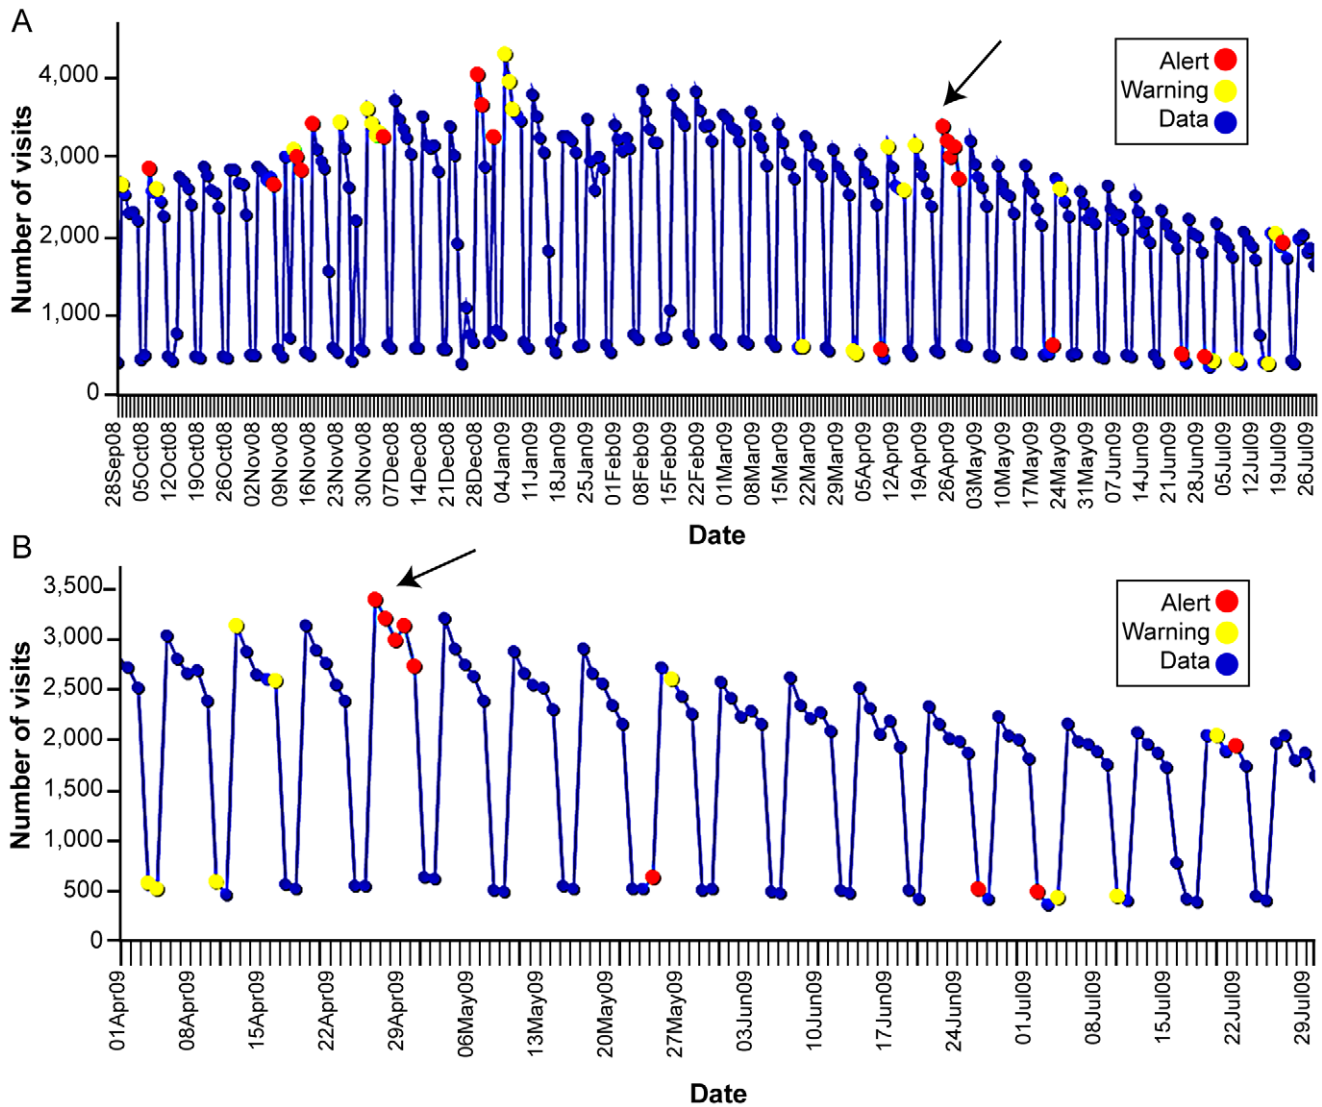 A
Number of visits
4,000
3,000
2,000
1,000
0
Alert
Warning
Data
28Sep08
05Oct08
12Oct08
19Oct08
26Oct08
02Nov08
09Nov08
16Nov08
23Nov08
30Nov08
07Dec08
14Dec08
21Dec08
28Dec08
04Jan09
11Jan09
18Jan09
25Jan09
01Feb09
08Feb09
15Feb09
22Feb09
01Mar09
08Mar09
15Mar09
22Mar09
29Mar09
05Apr09
12Apr09
19Apr09
26Apr09
03May09
10May09
17May09
24May09
31May09
07Jun09
14Jun09
21Jun09
28Jun09
05Jul09
12Jul09
19Jul09
26Jul09
Date
B
Number of visits
3,500
3,000
2,500
2,000
1,500
1,000
500
0
Alert
Warning
Data
01Apr09
08Apr09
15Apr09
22Apr09
29Apr09
06May09
13May09
20May09
27May09
03Jun09
10Jun09
17Jun09
24Jun09
01Jul09
08Jul09
15Jul09
22Jul09
29Jul09
Date